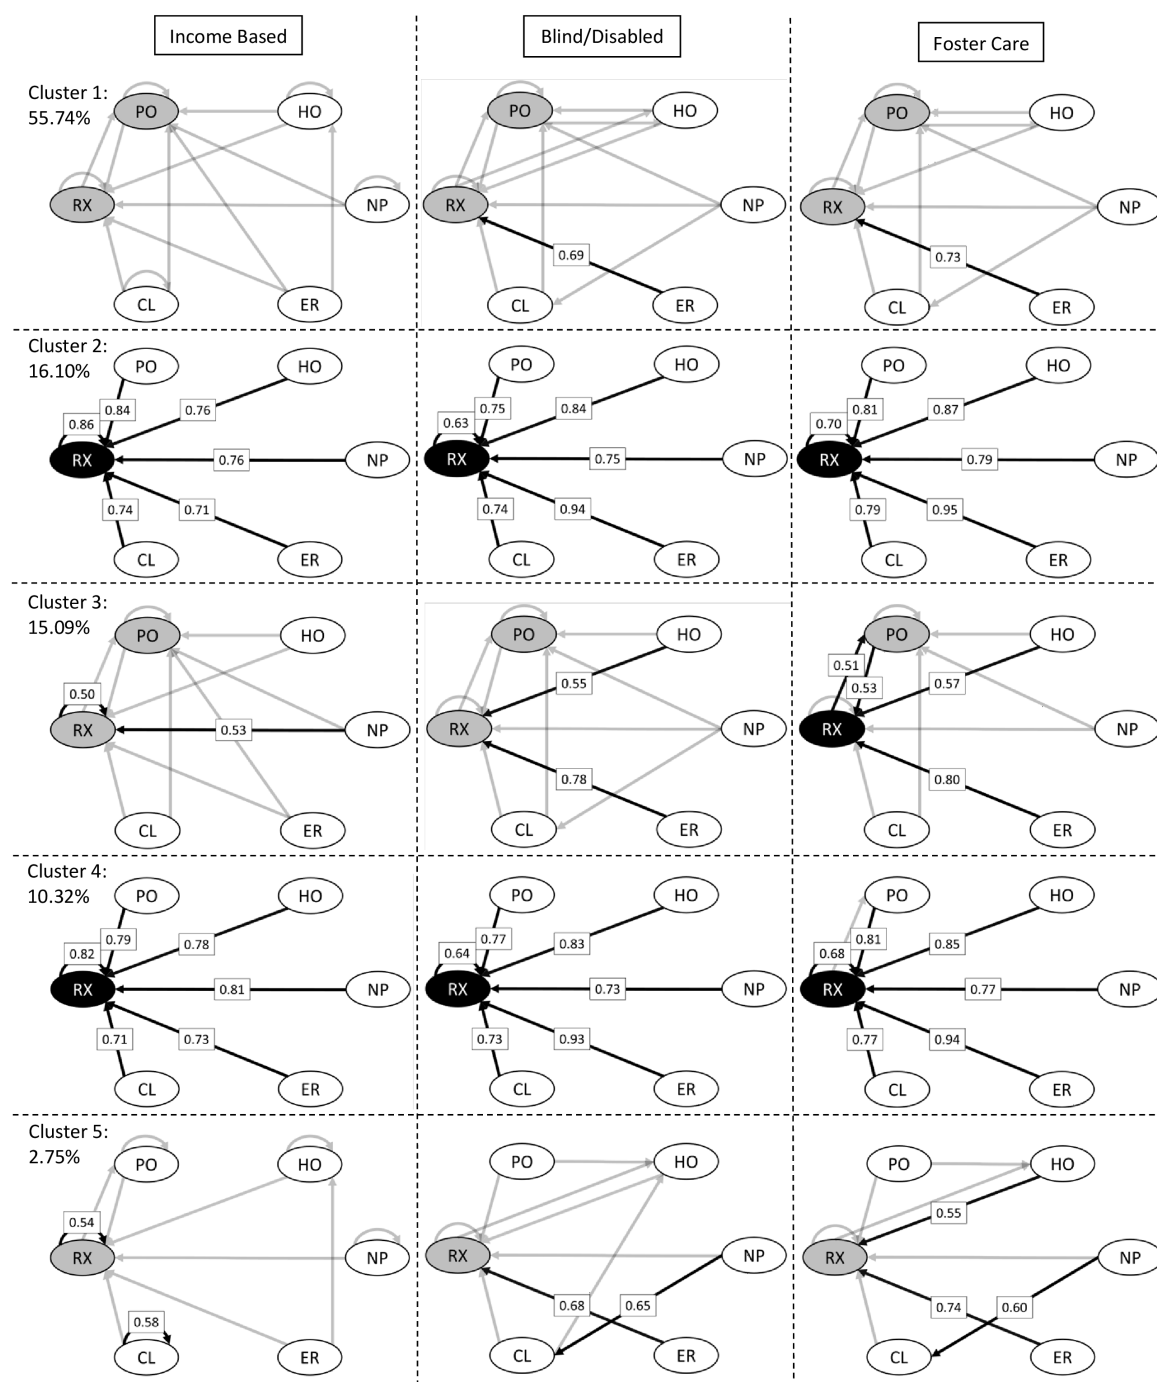 Income Based
Blind/Disabled
Foster Care
Cluster 1:
55.74%
PO
HO
RX
NP
CL
ER
PO
HO
RX
NP
0.69
CL
ER
PO
HO
RX
NP
0.73
CL
ER
Cluster 2:
16.10%
PO
HO
0.84
0.76
0.86
RX
0.76
NP
0.74
0.71
CL
ER
PO
HO
0.75
0.84
0.63
RX
0.75
NP
0.74
0.94
CL
ER
PO
HO
0.81
0.87
0.70
RX
0.79
NP
0.79
0.95
CL
ER
Cluster 3:
15.09%
PO
HO
0.50
RX
0.53
NP
CL
ER
PO
HO
0.55
RX
NP
0.78
CL
ER
PO
HO
0.51
0.53
0.57
RX
NP
0.80
CL
ER
Cluster 4:
10.32%
PO
HO
0.79
0.78
0.82
RX
0.81
NP
0.71
0.73
CL
ER
PO
HO
0.77
0.83
0.64
RX
0.73
NP
0.73
0.93
CL
ER
PO
HO
0.81
0.85
0.68
RX
0.77
NP
0.77
0.94
CL
ER
Cluster 5:
2.75%
PO
HO
0.54
RX
NP
0.58
CL
ER
PO
HO
RX
NP
0.68
0.65
CL
ER
PO
HO
0.55
RX
NP
0.74
0.60
CL
ER